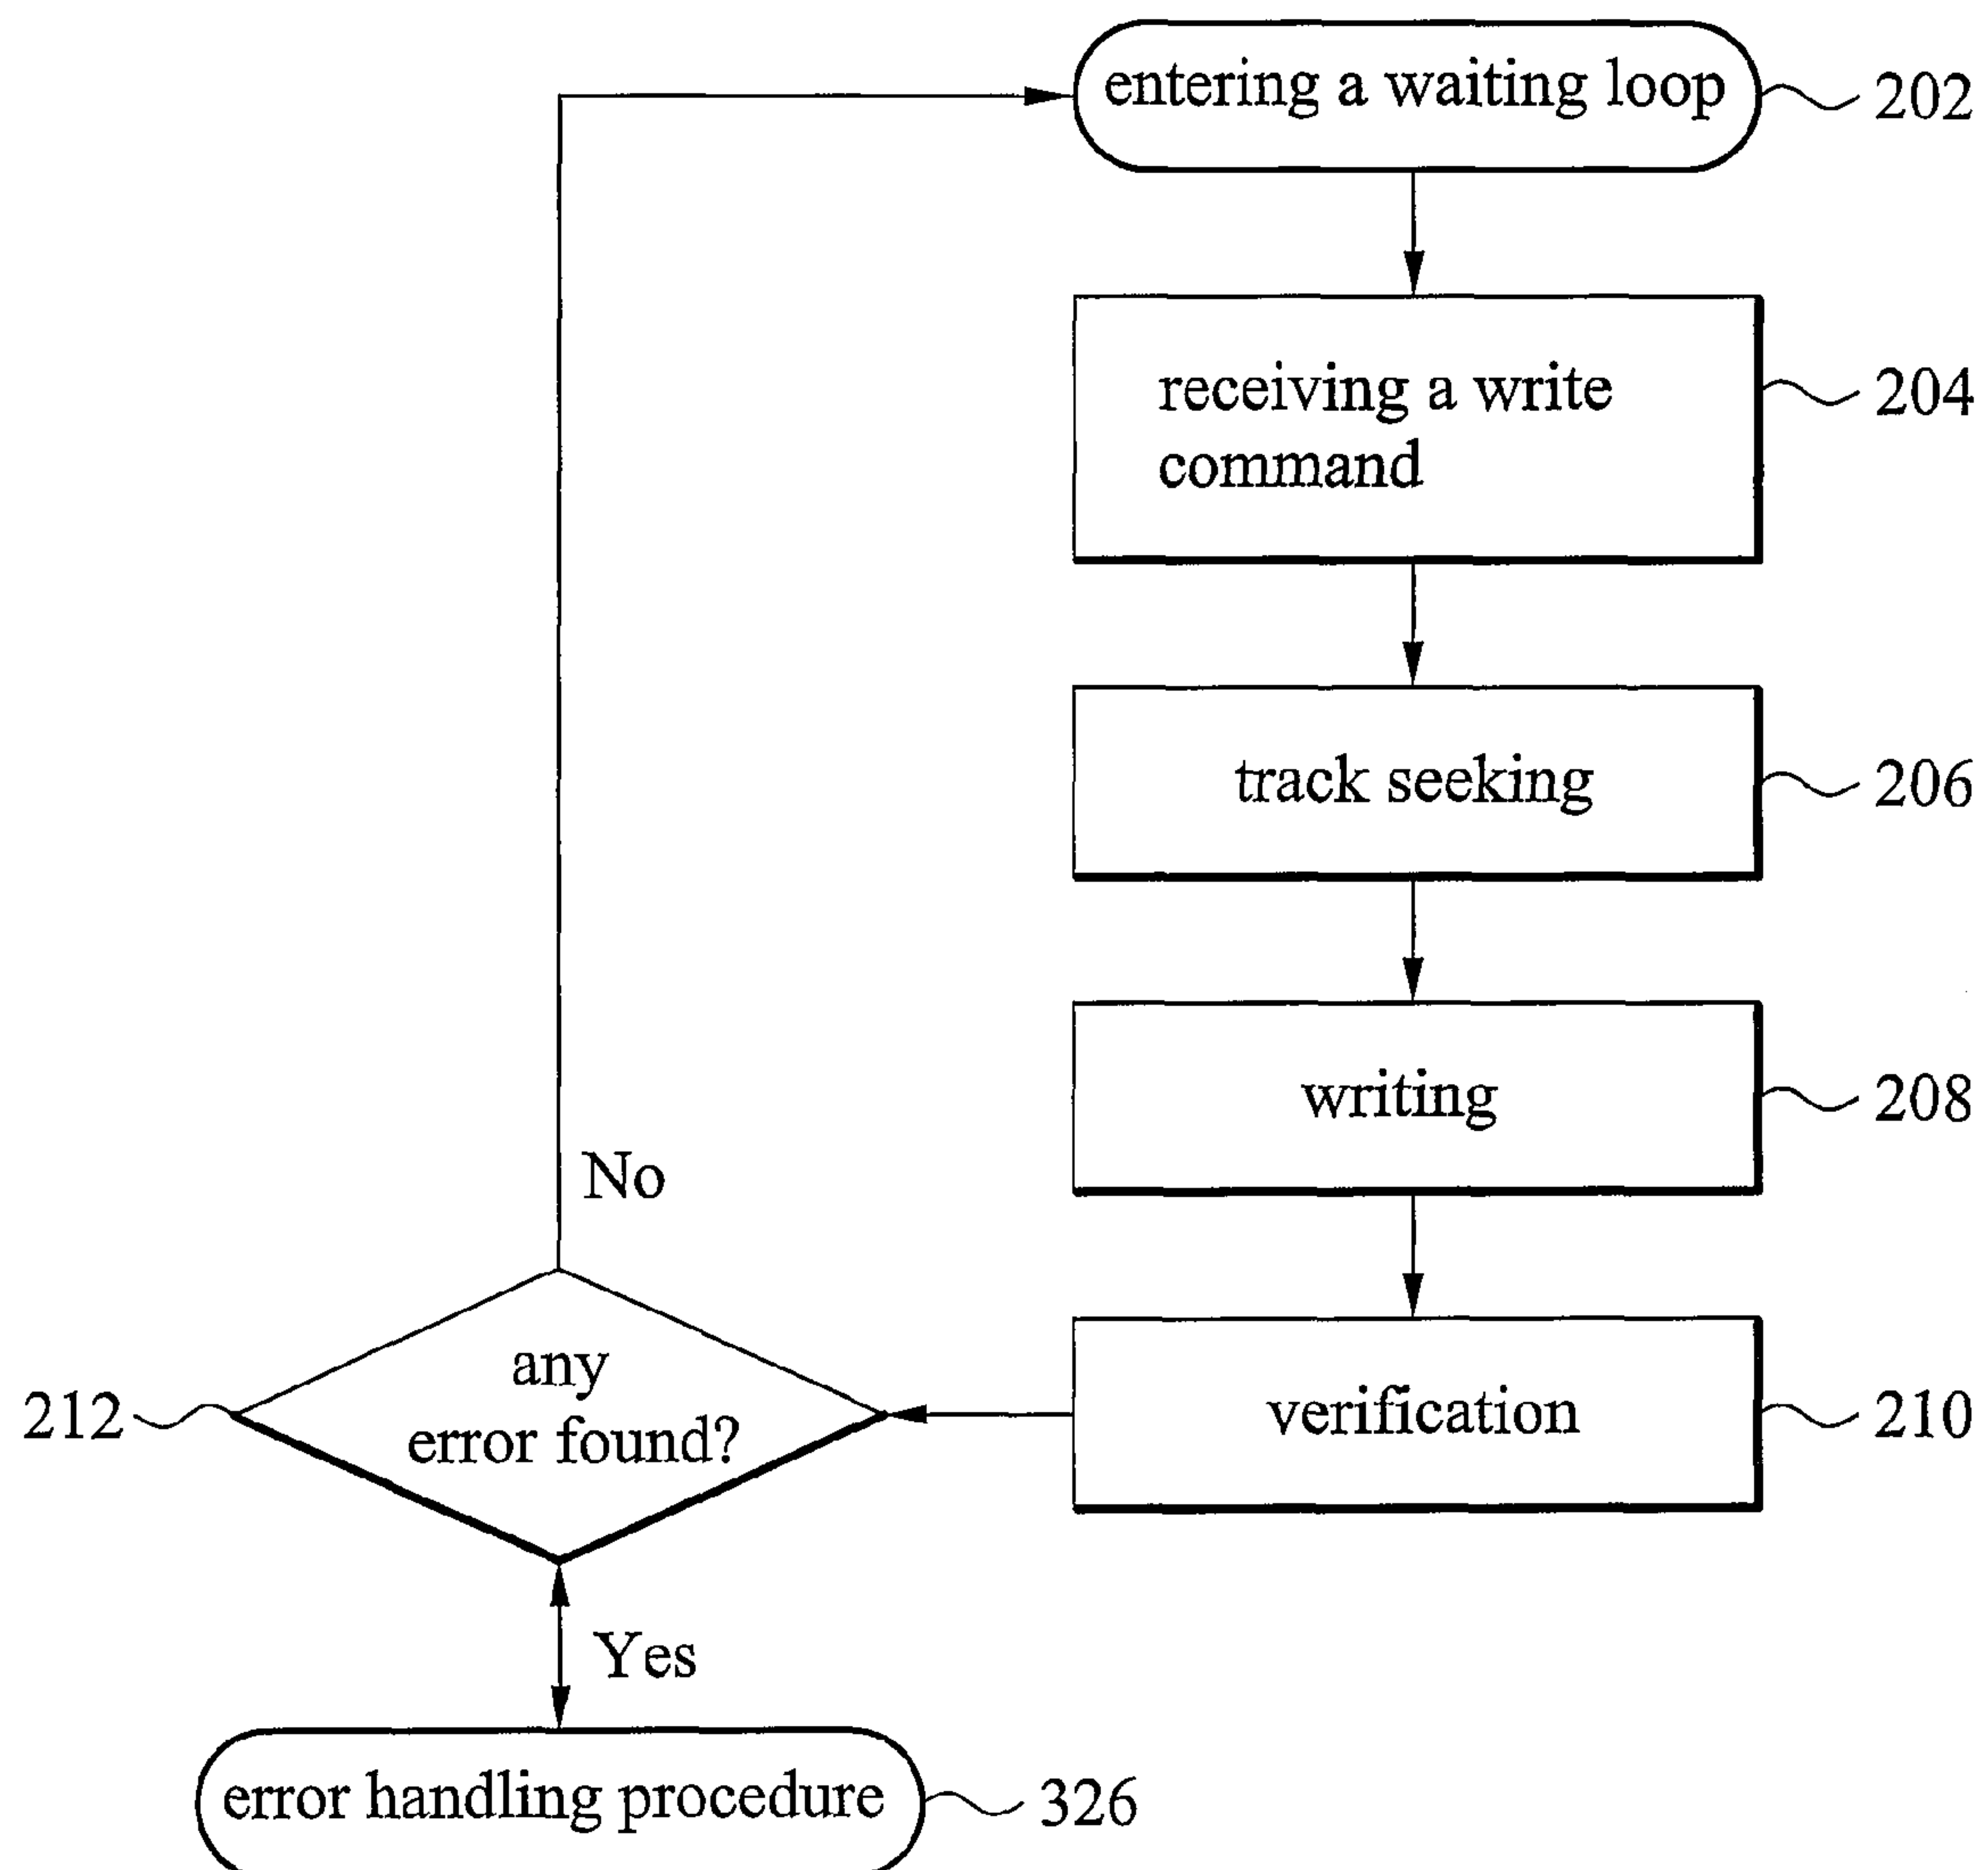 entering a waiting loop
202
receiving a write
command
204
track seeking
206
writing
208
No
any
error found?
212
verification
210
Yes
error handling procedure
326